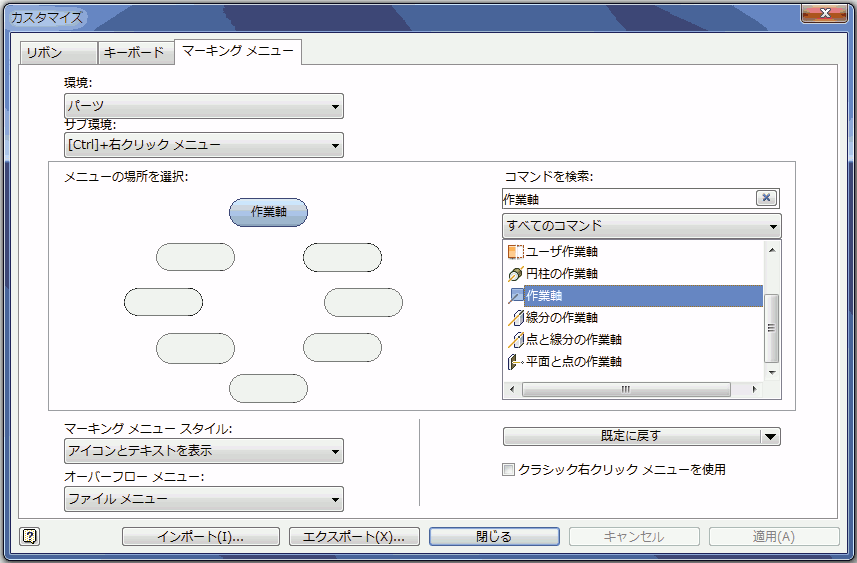 カスタマイズ
リボン
キーボード
マーキング メニュー
環境:
パーツ
サブ環境:
[Ctrl]+右クリック メニュー
メニューの場所を選択:
作業軸
コマンドを検索:
作業軸
すべてのコマンド
ユーザ作業軸
円柱の作業軸
作業軸
線分の作業軸
点と線分の作業軸
平面と点の作業軸
マーキング メニュー スタイル:
アイコンとテキストを表示
オーバーフロー メニュー:
ファイル メニュー
既定に戻す
クラシック右クリック メニューを使用
インポート(I)...
エクスポート(X)...
閉じる
キャンセル
適用(A)